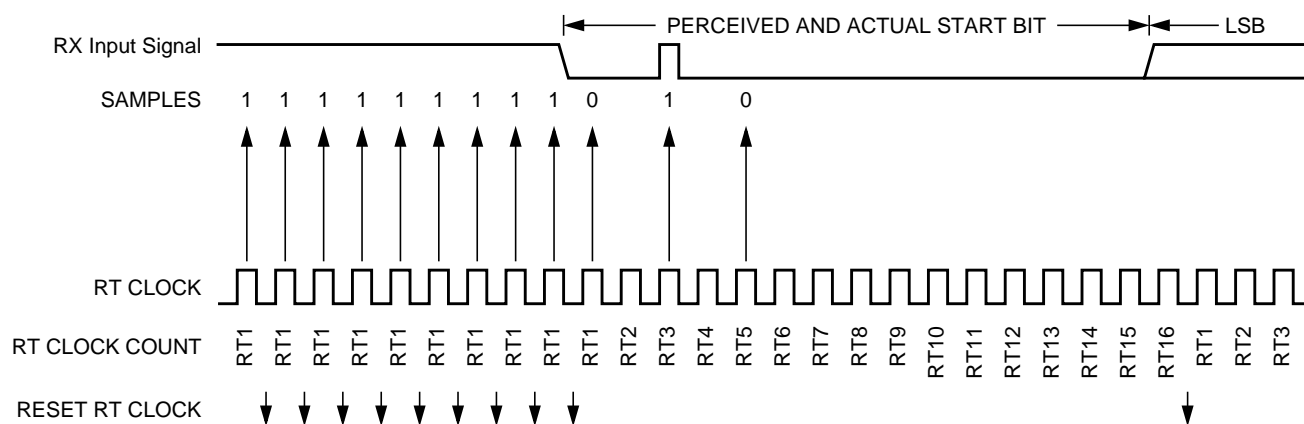 PERCEIVED AND ACTUAL START BIT LSB
RX Input Signal
SAMPLES 1 1 1 1 1 1 1 1 1 0 1 0
RT CLOCK
RT CLOCK COUNT RT1 RT1 RT1 RT1 RT1 RT1 RT1 RT1 RT1 RT1 RT2 RT3 RT4 RT5 RT6 RT7 RT8 RT9 RT10 RT11 RT12 RT13 RT14 RT15 RT16 RT1 RT2 RT3
RESET RT CLOCK